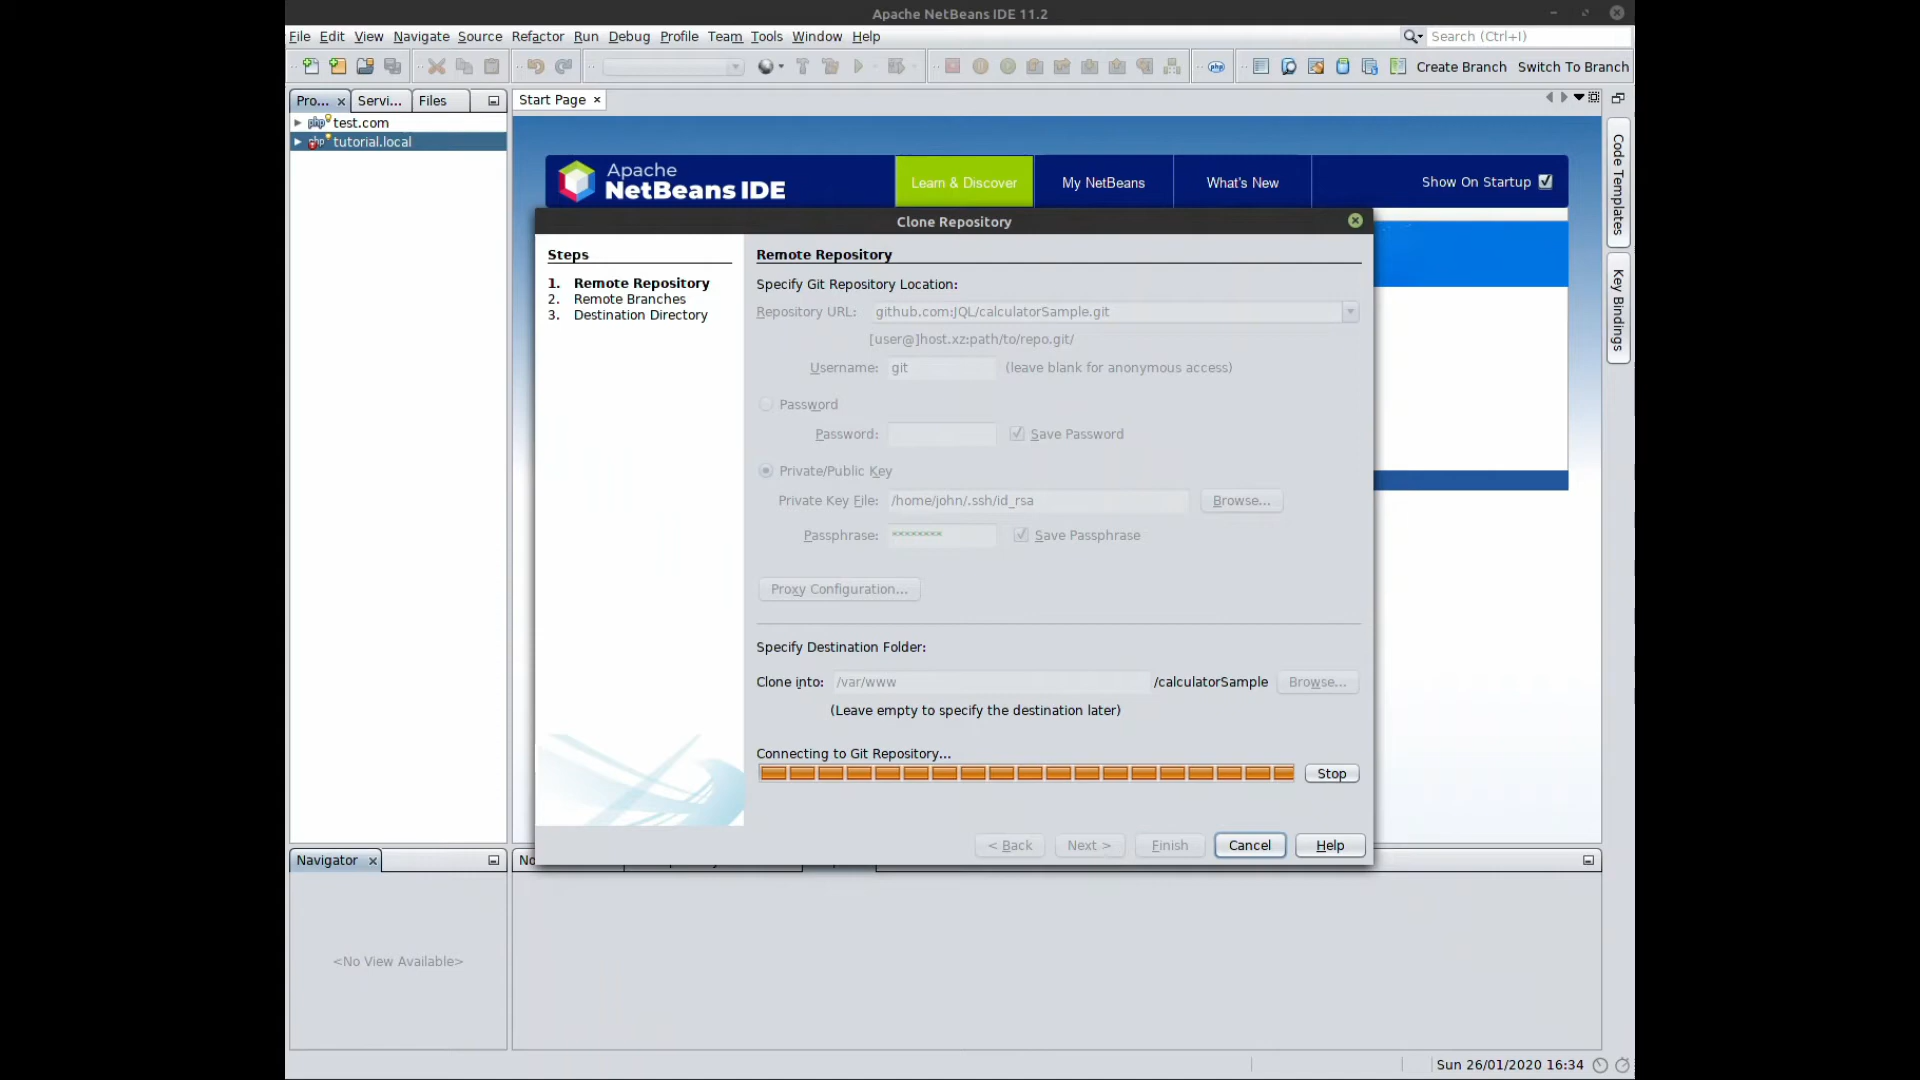 Apache NetBeans IDE 11.2
File Edit View Navigate Source Refactor Run Debug Profile Team Tools Window Help
Search (Ctrl+I)
php
Create Branch Switch To Branch
Pro... Servi... Files
Start Page
php test.com
tutorial.local
Apache
NetBeans IDE
Learn & Discover
My NetBeans
What's New
Show On Startup
Code Templates
Key Bindings
Clone Repository
Steps
1. Remote Repository
2. Remote Branches
3. Destination Directory
Remote Repository
Specify Git Repository Location:
Repository URL: github.com:JQL/calculatorSample.git
[user@]host.xz:path/to/repo.git/
Username: git (leave blank for anonymous access)
Password
Password: Save Password
Private/Public Key
Private Key File: /home/john/.ssh/id_rsa Browse...
Passphrase: ******** Save Passphrase
Proxy Configuration...
Specify Destination Folder:
Clone into: /var/www /calculatorSample Browse...
(Leave empty to specify the destination later)
Connecting to Git Repository...
Stop
< Back Next > Finish Cancel Help
Navigator
No
<No View Available>
Sun 26/01/2020 16:34